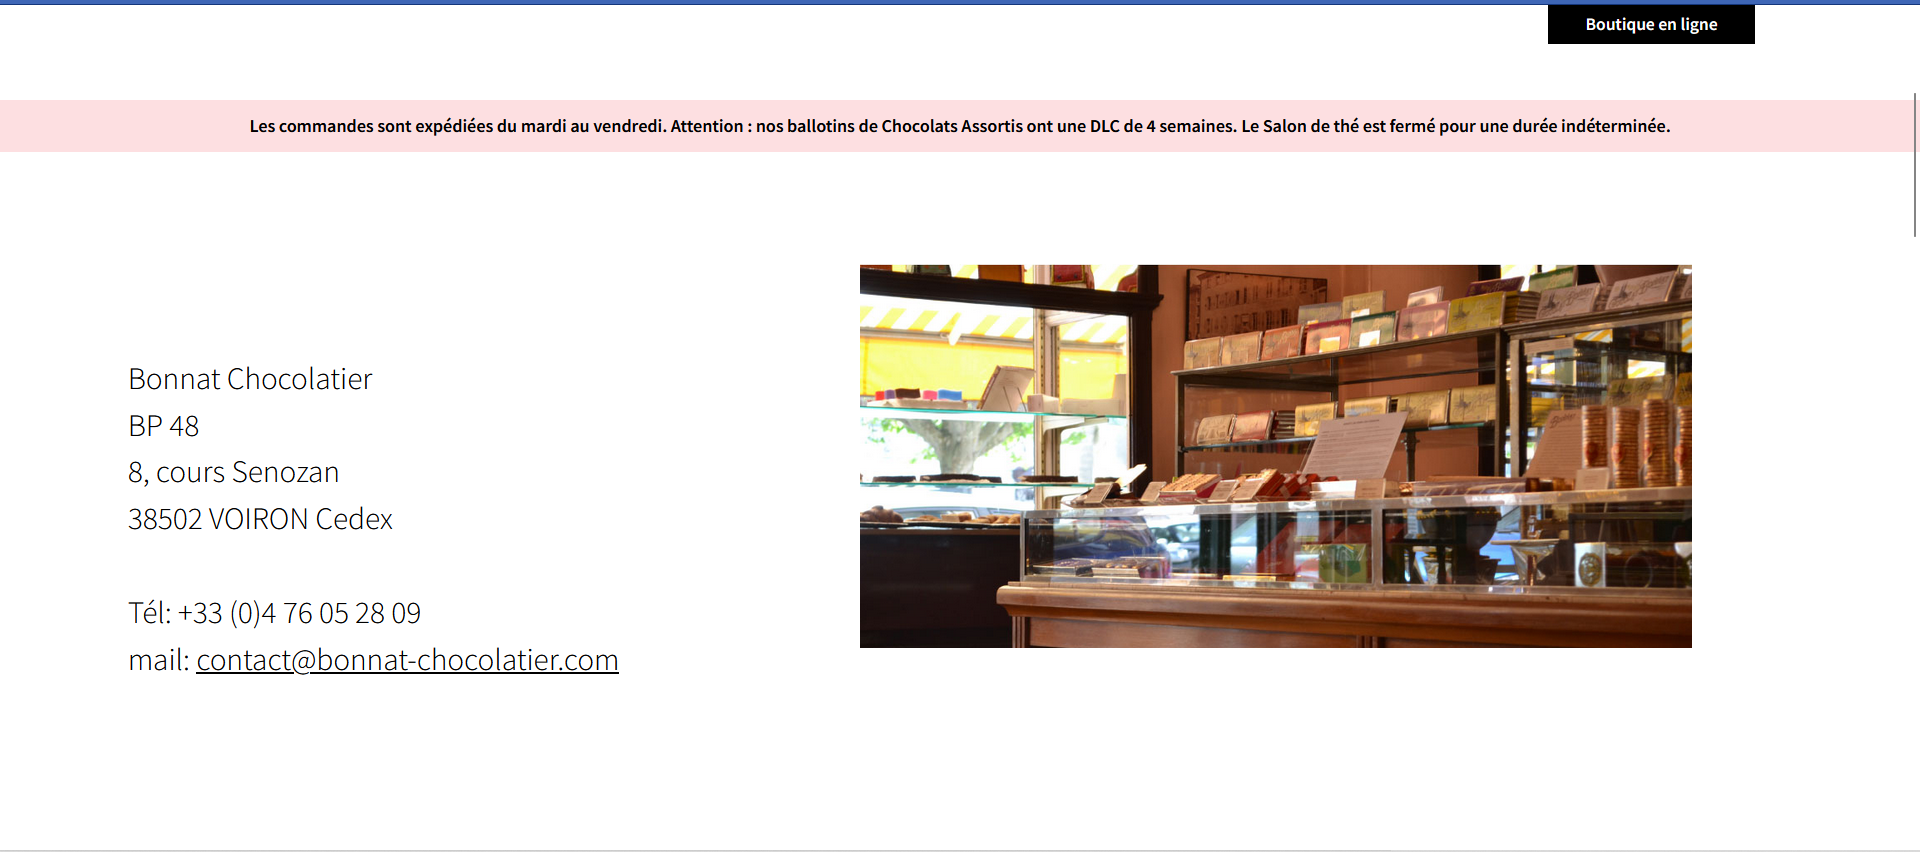 Boutique en ligne
Les commandes sont expédiées du mardi au vendredi. Attention : nos ballotins de Chocolats Assortis ont une DLC de 4 semaines. Le Salon de thé est fermé pour une durée indéterminée.
Bonnat Chocolatier
BP 48
8, cours Senozan
38502 VOIRON Cedex
Tél: +33 (0)4 76 05 28 09
mail: contact@bonnat-chocolatier.com